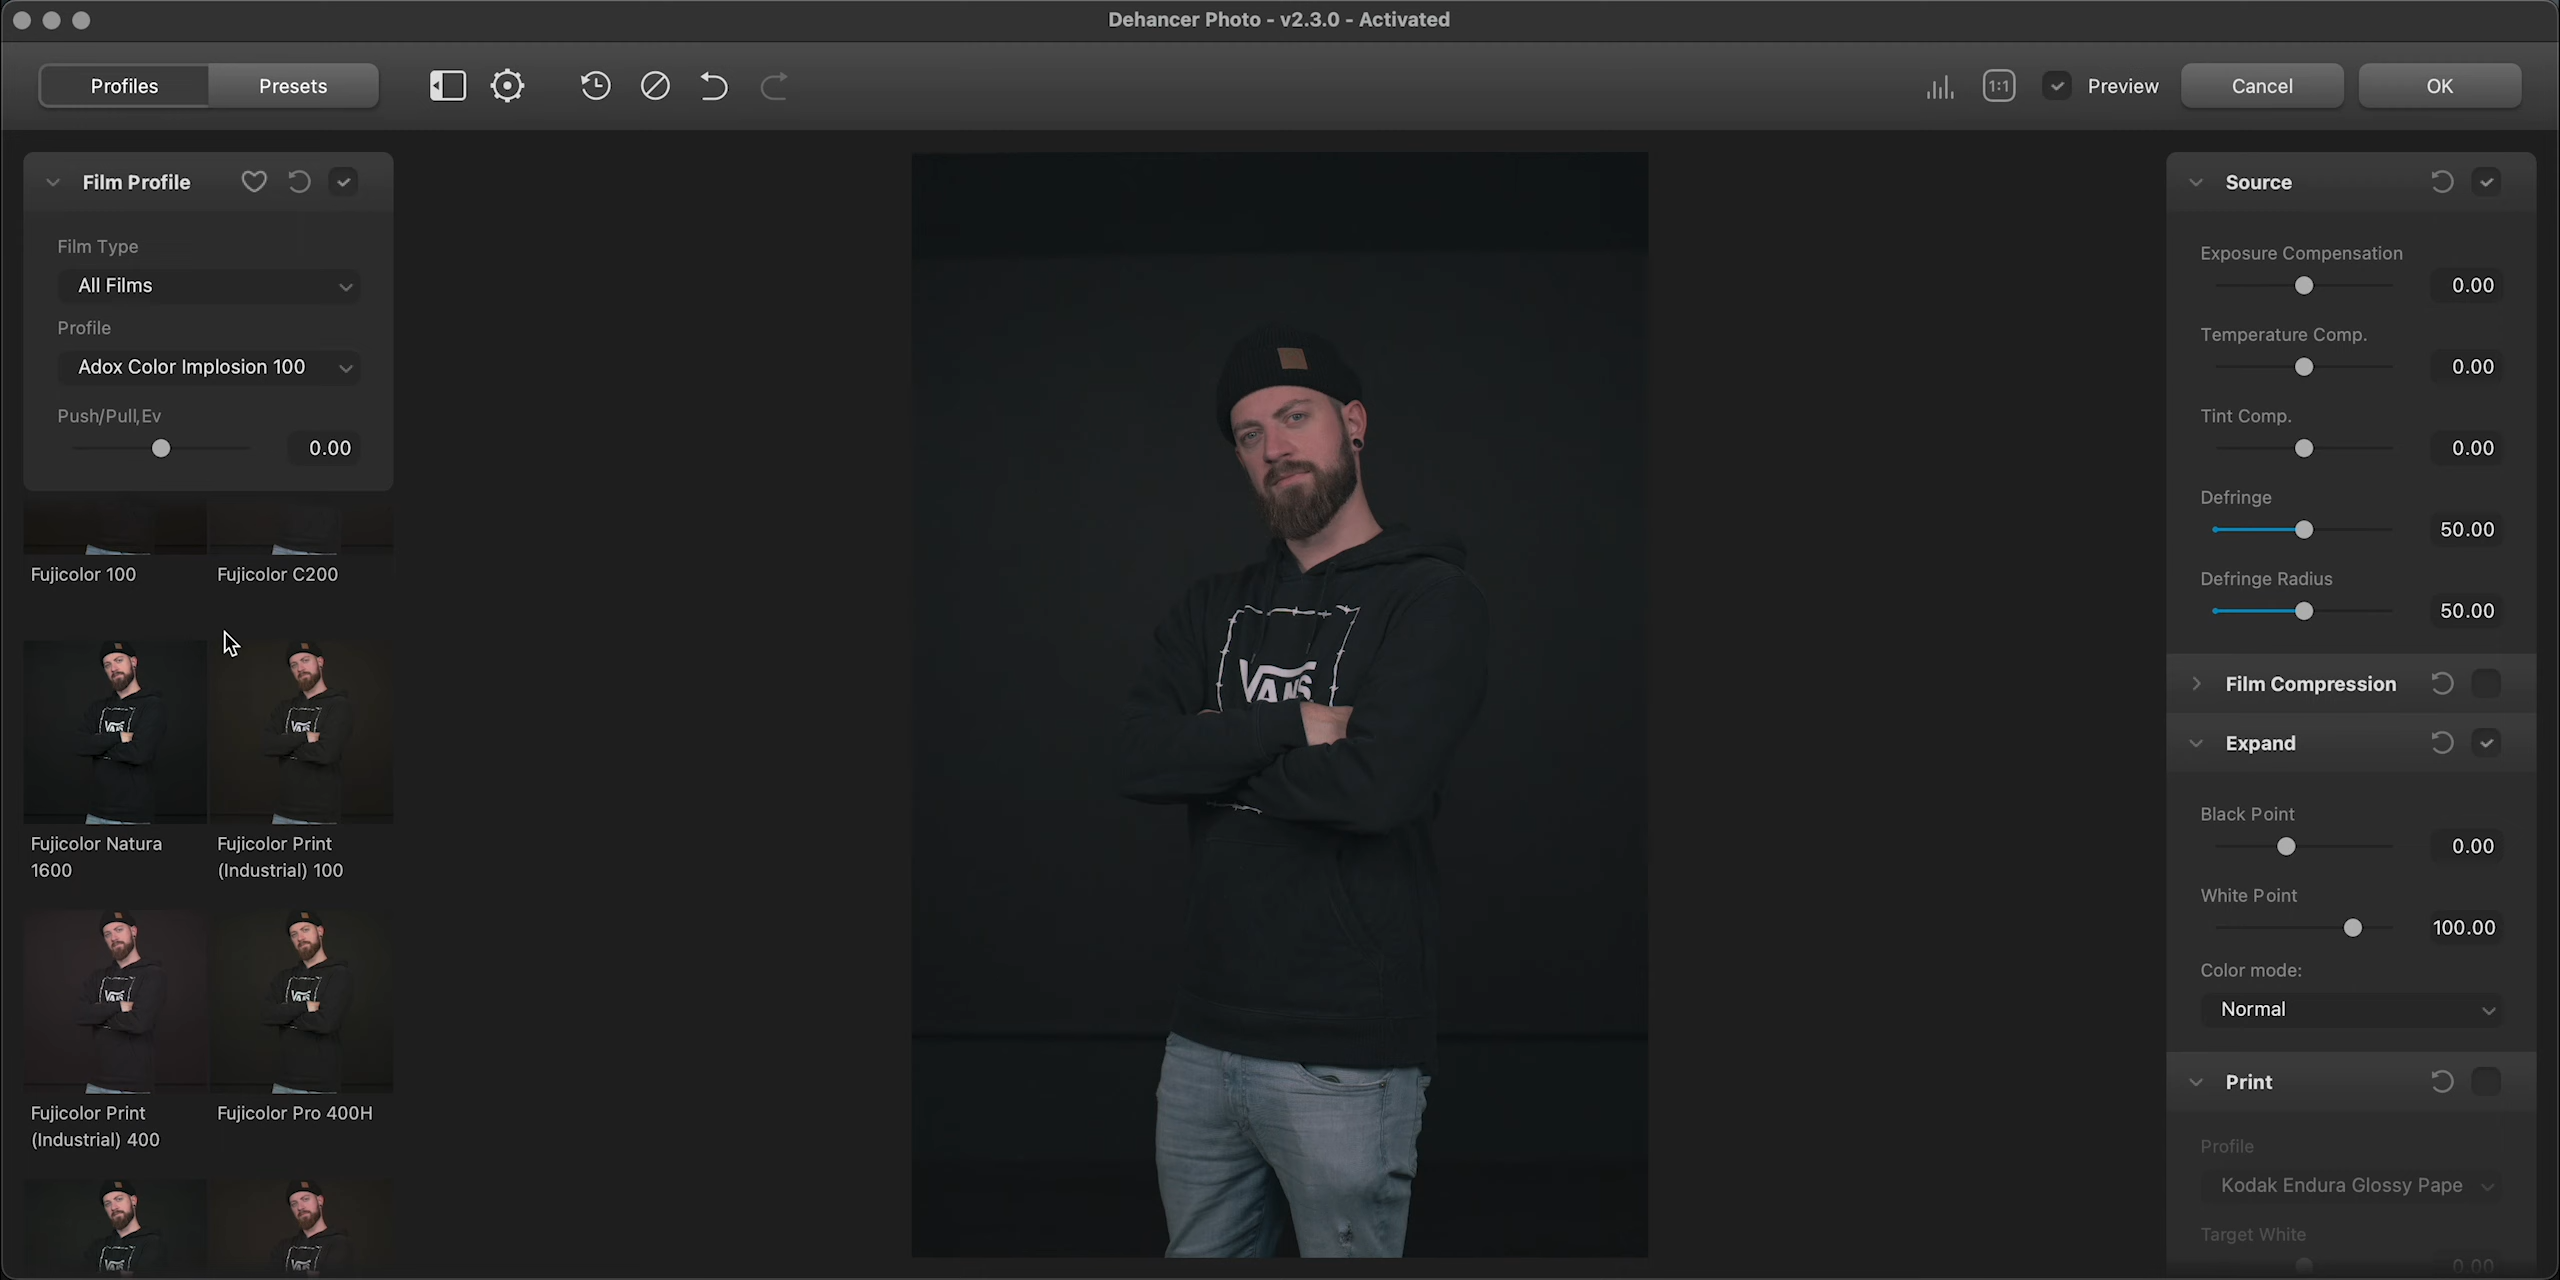 Dehancer Photo - v2.3.0 - Activated
Profiles
Presets
1:1
Preview
Cancel
OK
Film Profile
Film Type
All Films
Profile
Adox Color Implosion 100
Push/Pull,Ev
0.00
Fujicolor 100
Fujicolor C200
Fujicolor Natura
1600
Fujicolor Print
(Industrial) 100
Fujicolor Print
(Industrial) 400
Fujicolor Pro 400H
VANS
Source
Exposure Compensation
0.00
Temperature Comp.
0.00
Tint Comp.
0.00
Defringe
50.00
Defringe Radius
50.00
Film Compression
Expand
Black Point
0.00
White Point
100.00
Color mode:
Normal
Print
Profile
Kodak Endura Glossy Pape
Target White
0.00